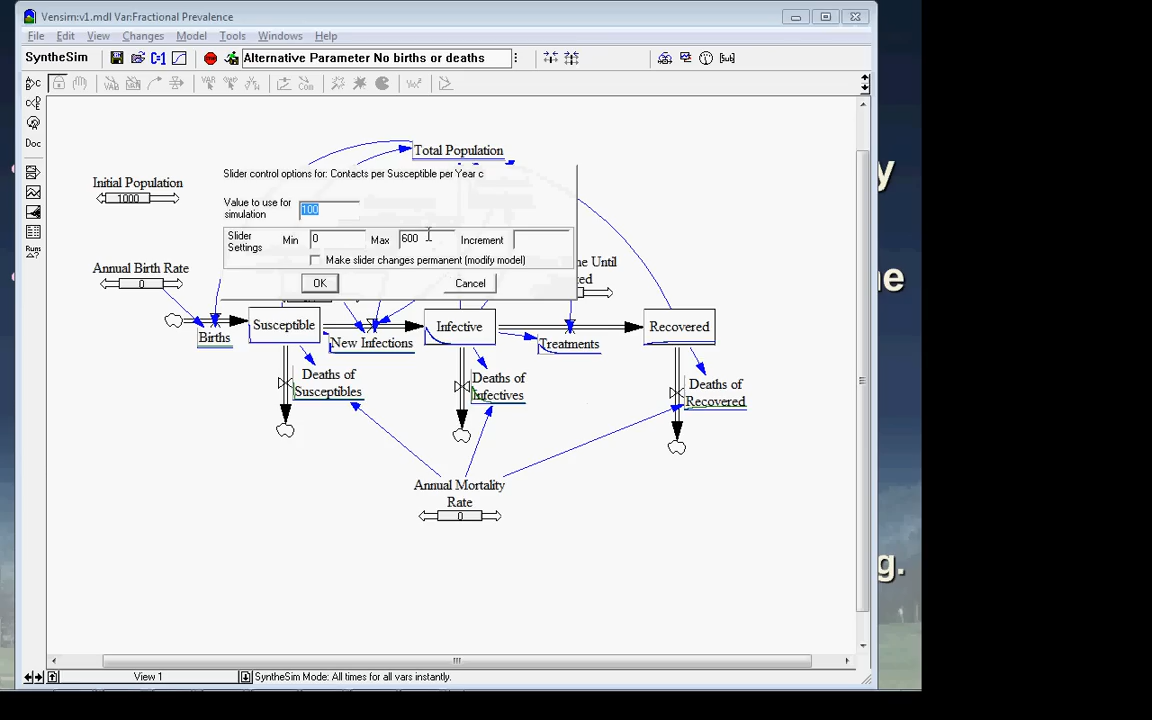 Vensim:v1.mdl Var:Fractional Prevalence
File Edit View Changes Model Tools Windows Help
SyntheSim
Alternative Parameter No births or deaths
Doc
Runs
Total Population
Initial Population
1000
Slider control options for: Contacts per Susceptible per Year c
Value to use for
simulation
100
Slider
Settings
Min 0 Max 600 Increment
Make slider changes permanent (modify model)
OK Cancel
Annual Birth Rate
0
Susceptible
Infective
Recovered
Births
New Infections
Treatments
Deaths of
Susceptibles
Deaths of
Infectives
Deaths of
Recovered
Annual Mortality
Rate
0
View 1
SyntheSim Mode: All times for all vars instantly.
g.